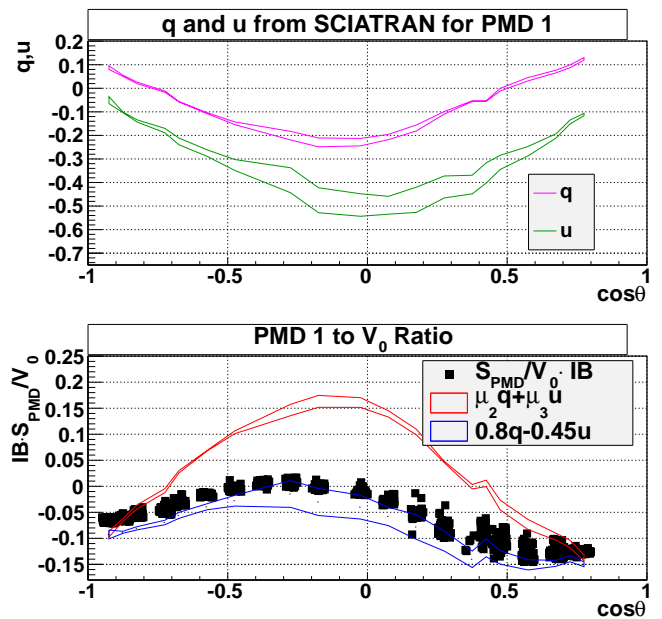 q and u from SCIATRAN for PMD 1
q,u
0.2
0.1
0
-0.1
-0.2
-0.3
-0.4
-0.5
-0.6
-0.7
q
u
-1 -0.5 0 0.5 1
cosθ
PMD 1 to V₀ Ratio
IB·S_PMD/V₀
0.25
0.2
0.15
0.1
0.05
0
-0.05
-0.1
-0.15
S_PMD/V₀· IB
μ₂q+μ₃u
0.8q-0.45u
-1 -0.5 0 0.5 1
cosθ